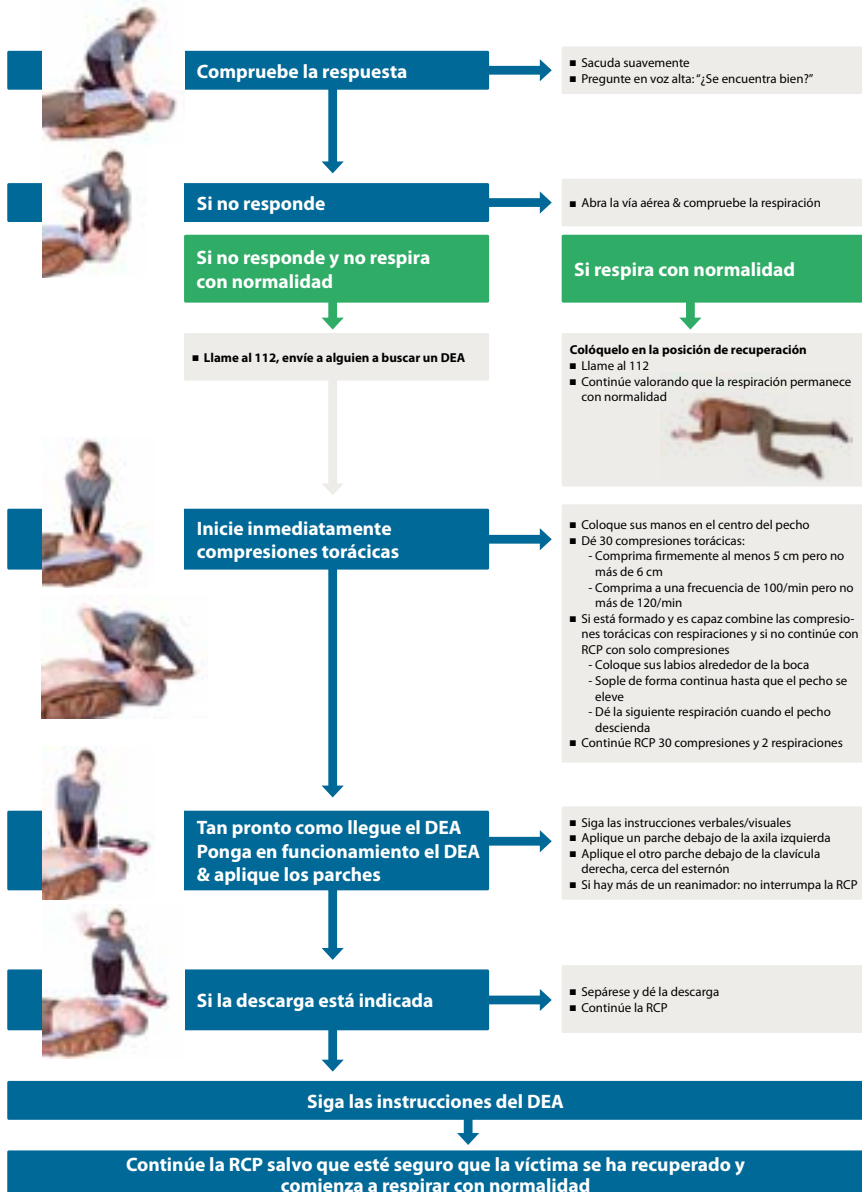 Compruebe la respuesta
■ Sacuda suavemente
■ Pregunte en voz alta: “¿Se encuentra bien?”
Si no responde
■ Abra la vía aérea & compruebe la respiración
Si no responde y no respira
con normalidad
■ Llame al 112, envíe a alguien a buscar un DEA
Si respira con normalidad
Colóquelo en la posición de recuperación
■ Llame al 112
■ Continúe valorando que la respiración permanece
con normalidad
Inicie inmediatamente
compresiones torácicas
■ Coloque sus manos en el centro del pecho
■ Dé 30 compresiones torácicas:
- Comprima firmemente al menos 5 cm pero no
más de 6 cm
- Comprima a una frecuencia de 100/min pero no
más de 120/min
■ Si está formado y es capaz combine las compresio-
nes torácicas con respiraciones y si no continúe con
RCP con solo compresiones
- Coloque sus labios alrededor de la boca
- Sople de forma continua hasta que el pecho se
eleve
- Dé la siguiente respiración cuando el pecho
descienda
■ Continúe RCP 30 compresiones y 2 respiraciones
Tan pronto como llegue el DEA
Ponga en funcionamiento el DEA
& aplique los parches
■ Siga las instrucciones verbales/visuales
■ Aplique un parche debajo de la axila izquierda
■ Aplique el otro parche debajo de la clavícula
derecha, cerca del esternón
■ Si hay más de un reanimador: no interrumpa la RCP
Si la descarga está indicada
■ Sepárese y dé la descarga
■ Continúe la RCP
Siga las instrucciones del DEA
Continúe la RCP salvo que esté seguro que la víctima se ha recuperado y
comienza a respirar con normalidad